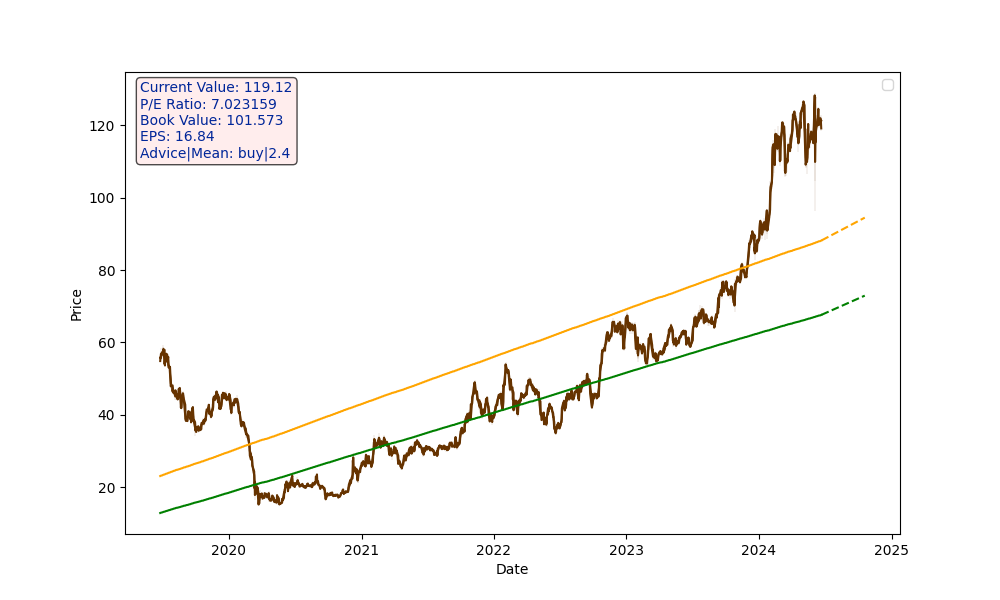 Current Value: 119.12
P/E Ratio: 7.023159
Book Value: 101.573
EPS: 16.84
Advice|Mean: buy|2.4
120
100
80
60
40
20
Price
2020 2021 2022 2023 2024 2025
Date